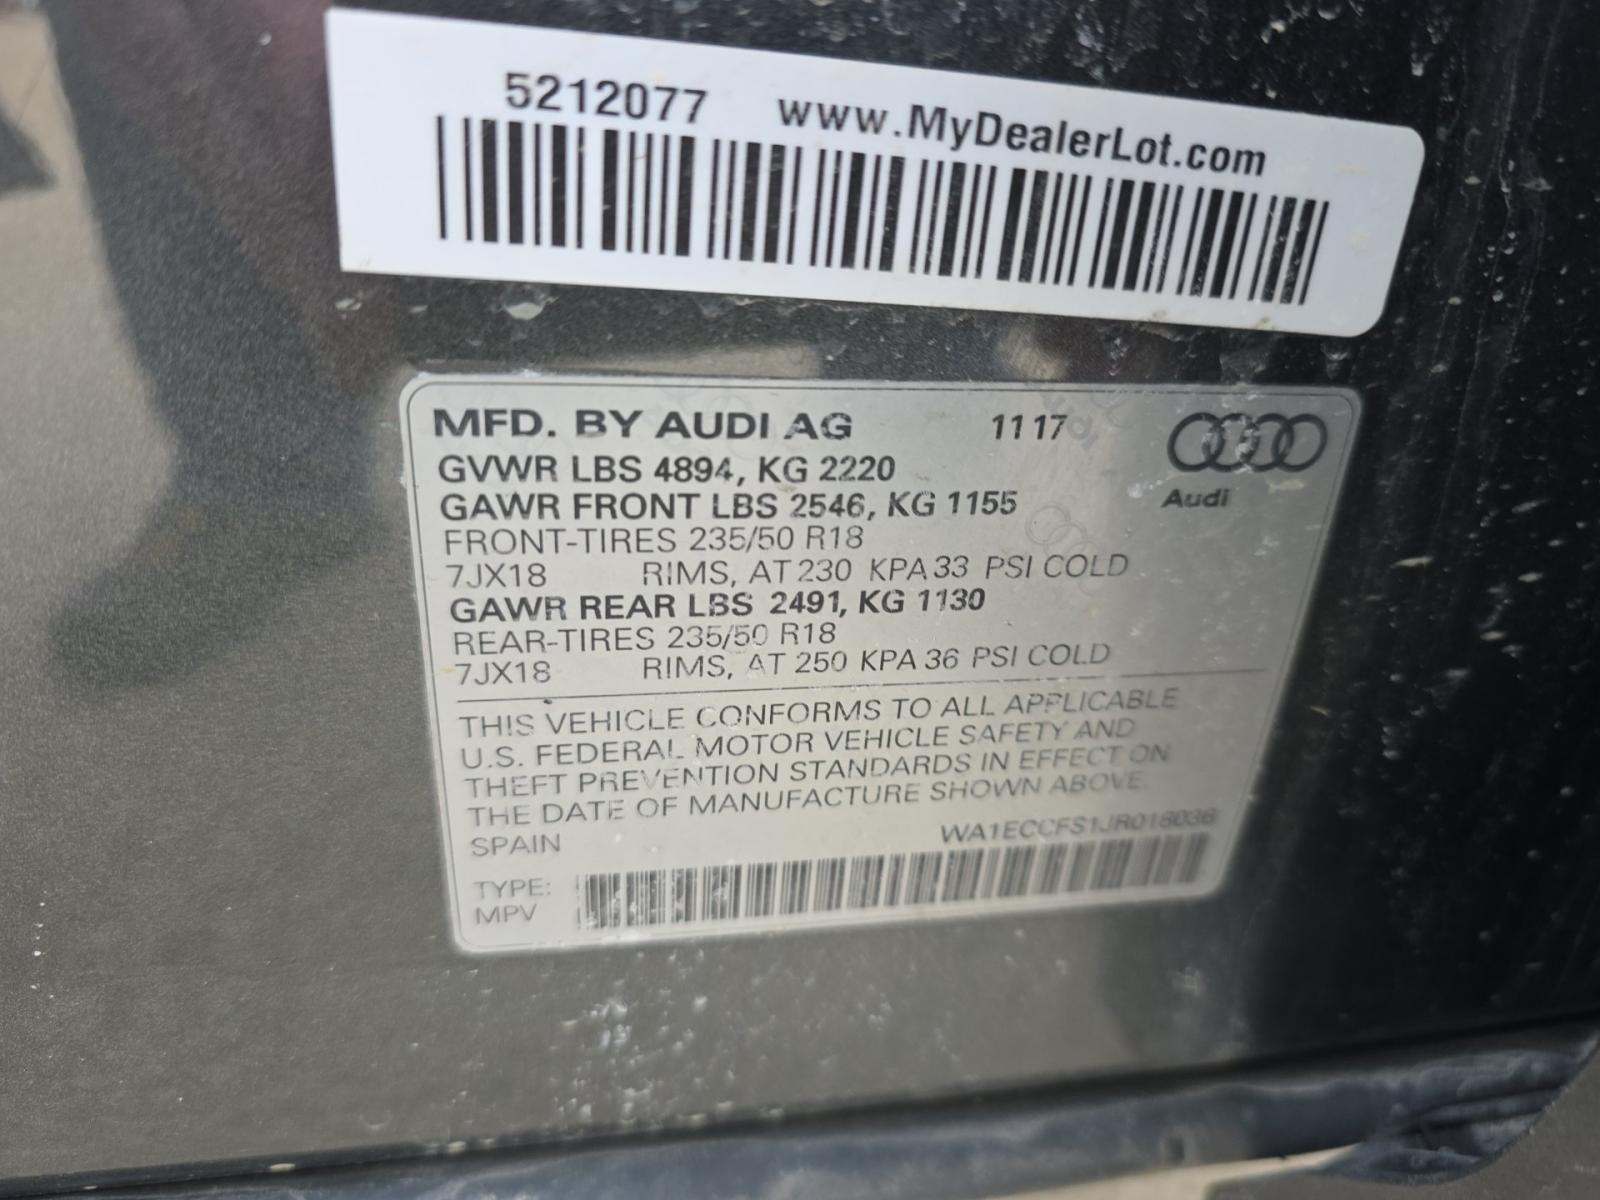 5212077 www.MyDealerLot.com
MFD. BY AUDI AG 11 17
GVWR LBS 4894, KG 2220
GAWR FRONT LBS 2546, KG 1155
Audi
FRONT-TIRES 235/50 R18
7JX18 RIMS, AT 230 KPA 33 PSI COLD
GAWR REAR LBS 2491, KG 1130
REAR-TIRES 235/50 R18
7JX18 RIMS, AT 250 KPA 36 PSI COLD
THIS VEHICLE CONFORMS TO ALL APPLICABLE
U.S. FEDERAL MOTOR VEHICLE SAFETY AND
THEFT PREVENTION STANDARDS IN EFFECT ON
THE DATE OF MANUFACTURE SHOWN ABOVE.
SPAIN
TYPE:
MPV